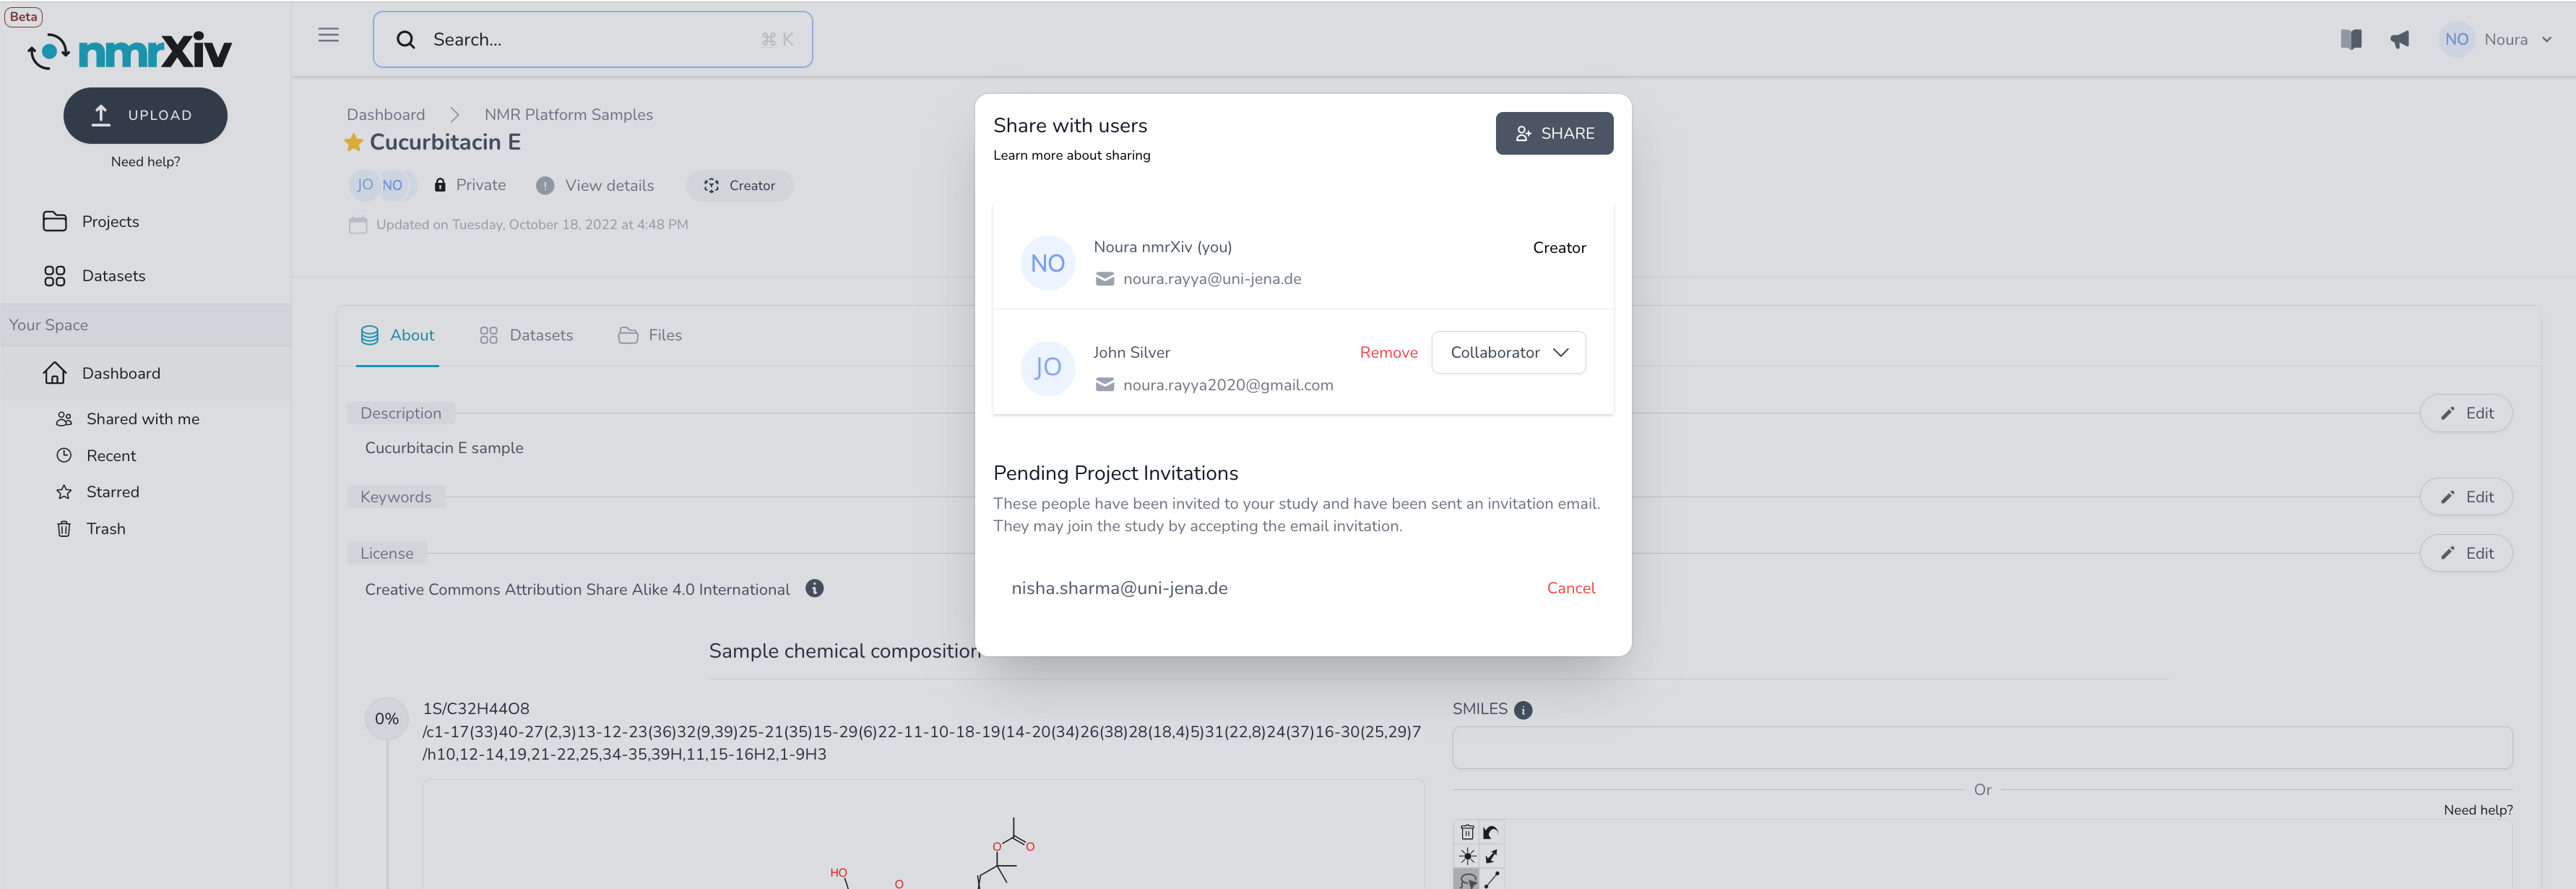 Beta
nmrXiv
UPLOAD
Need help?
Projects
Datasets
Your Space
Dashboard
Shared with me
Recent
Starred
Trash
Search...
⌘ K
NO Noura
Dashboard NMR Platform Samples
Cucurbitacin E
JO NO Private ! View details Creator
Updated on Tuesday, October 18, 2022 at 4:48 PM
About Datasets Files
Description Edit
Cucurbitacin E sample
Keywords Edit
License Edit
Creative Commons Attribution Share Alike 4.0 International i
Sample chemical composition
0%
1S/C32H44O8
/c1-17(33)40-27(2,3)13-12-23(36)32(9,39)25-21(35)15-29(6)22-11-10-18-19(14-20(34)26(38)28(18,4)5)31(22,8)24(37)16-30(25,29)7
/h10,12-14,19,21-22,25,34-35,39H,11,15-16H2,1-9H3
O O
HO
O
SMILES i
Or
Need help?
Share with users
SHARE
Learn more about sharing
NO
Noura nmrXiv (you)
Creator
noura.rayya@uni-jena.de
JO
John Silver
Remove
Collaborator
noura.rayya2020@gmail.com
Pending Project Invitations
These people have been invited to your study and have been sent an invitation email.
They may join the study by accepting the email invitation.
nisha.sharma@uni-jena.de
Cancel